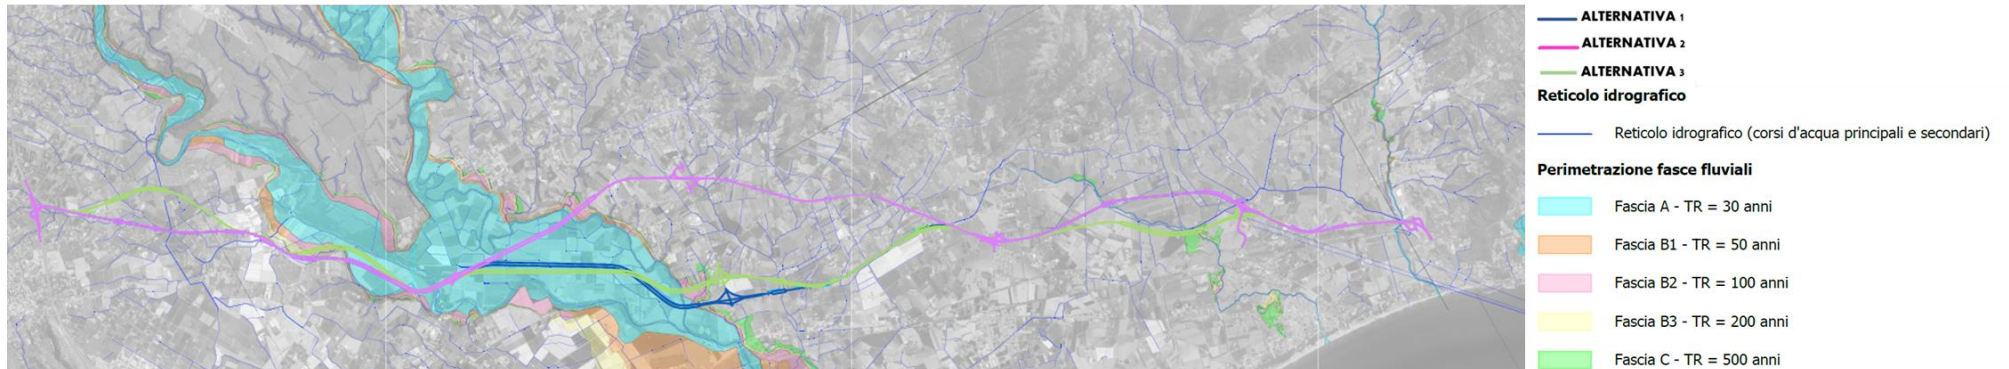 ALTERNATIVA 1
ALTERNATIVA 2
ALTERNATIVA 3
Reticolo idrografico
Reticolo idrografico (corsi d'acqua principali e secondari)
Perimetrazione fasce fluviali
Fascia A - TR = 30 anni
Fascia B1 - TR = 50 anni
Fascia B2 - TR = 100 anni
Fascia B3 - TR = 200 anni
Fascia C - TR = 500 anni